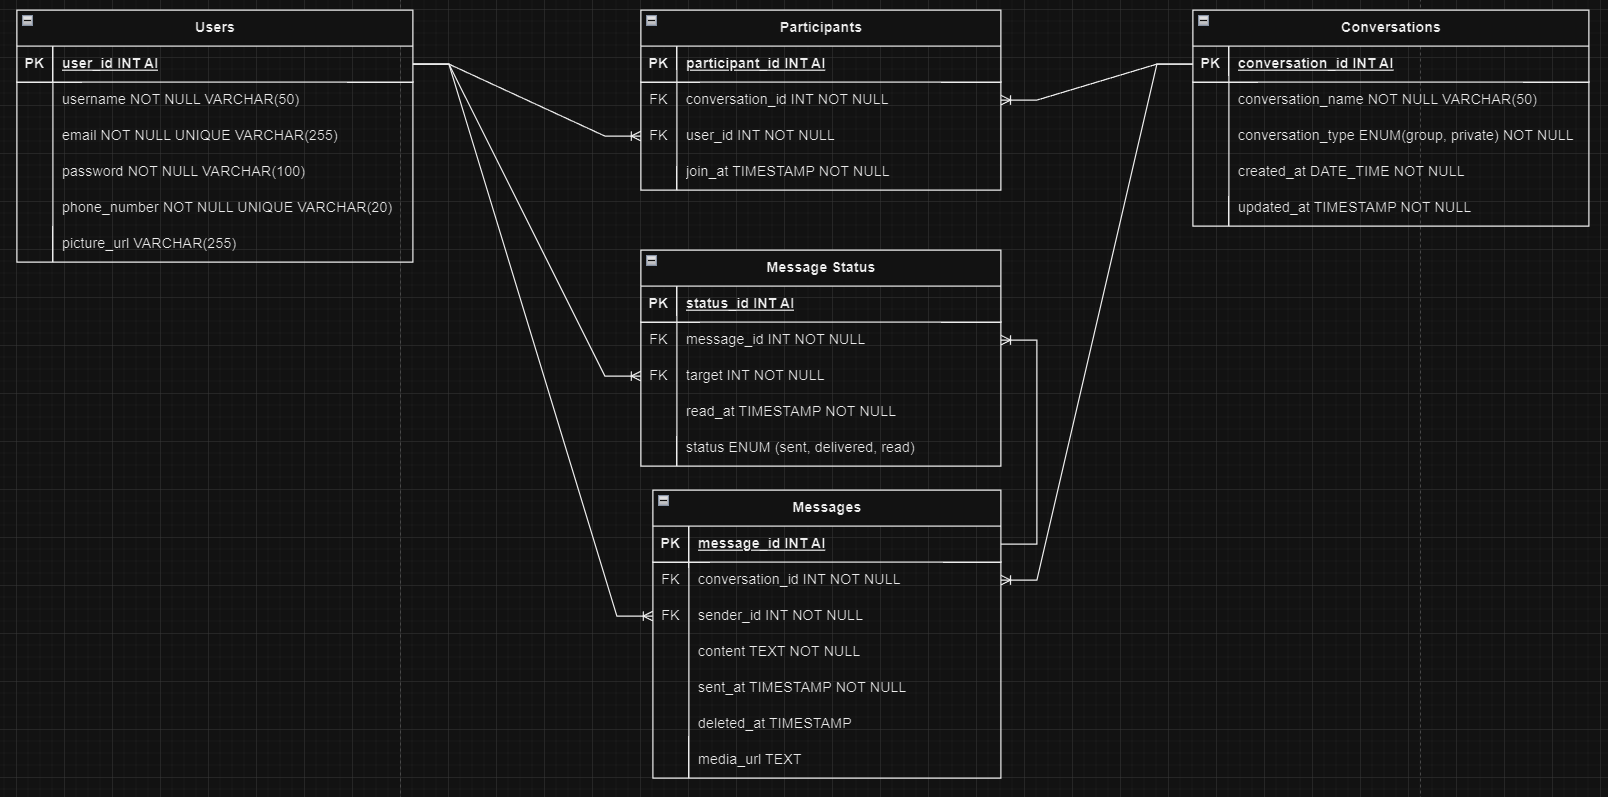 Users
PK user_id INT AI
username NOT NULL VARCHAR(50)
email NOT NULL UNIQUE VARCHAR(255)
password NOT NULL VARCHAR(100)
phone_number NOT NULL UNIQUE VARCHAR(20)
picture_url VARCHAR(255)
Participants
PK participant_id INT AI
FK conversation_id INT NOT NULL
FK user_id INT NOT NULL
join_at TIMESTAMP NOT NULL
Conversations
PK conversation_id INT AI
conversation_name NOT NULL VARCHAR(50)
conversation_type ENUM(group, private) NOT NULL
created_at DATE_TIME NOT NULL
updated_at TIMESTAMP NOT NULL
Message Status
PK status_id INT AI
FK message_id INT NOT NULL
FK target INT NOT NULL
read_at TIMESTAMP NOT NULL
status ENUM (sent, delivered, read)
Messages
PK message_id INT AI
FK conversation_id INT NOT NULL
FK sender_id INT NOT NULL
content TEXT NOT NULL
sent_at TIMESTAMP NOT NULL
deleted_at TIMESTAMP
media_url TEXT